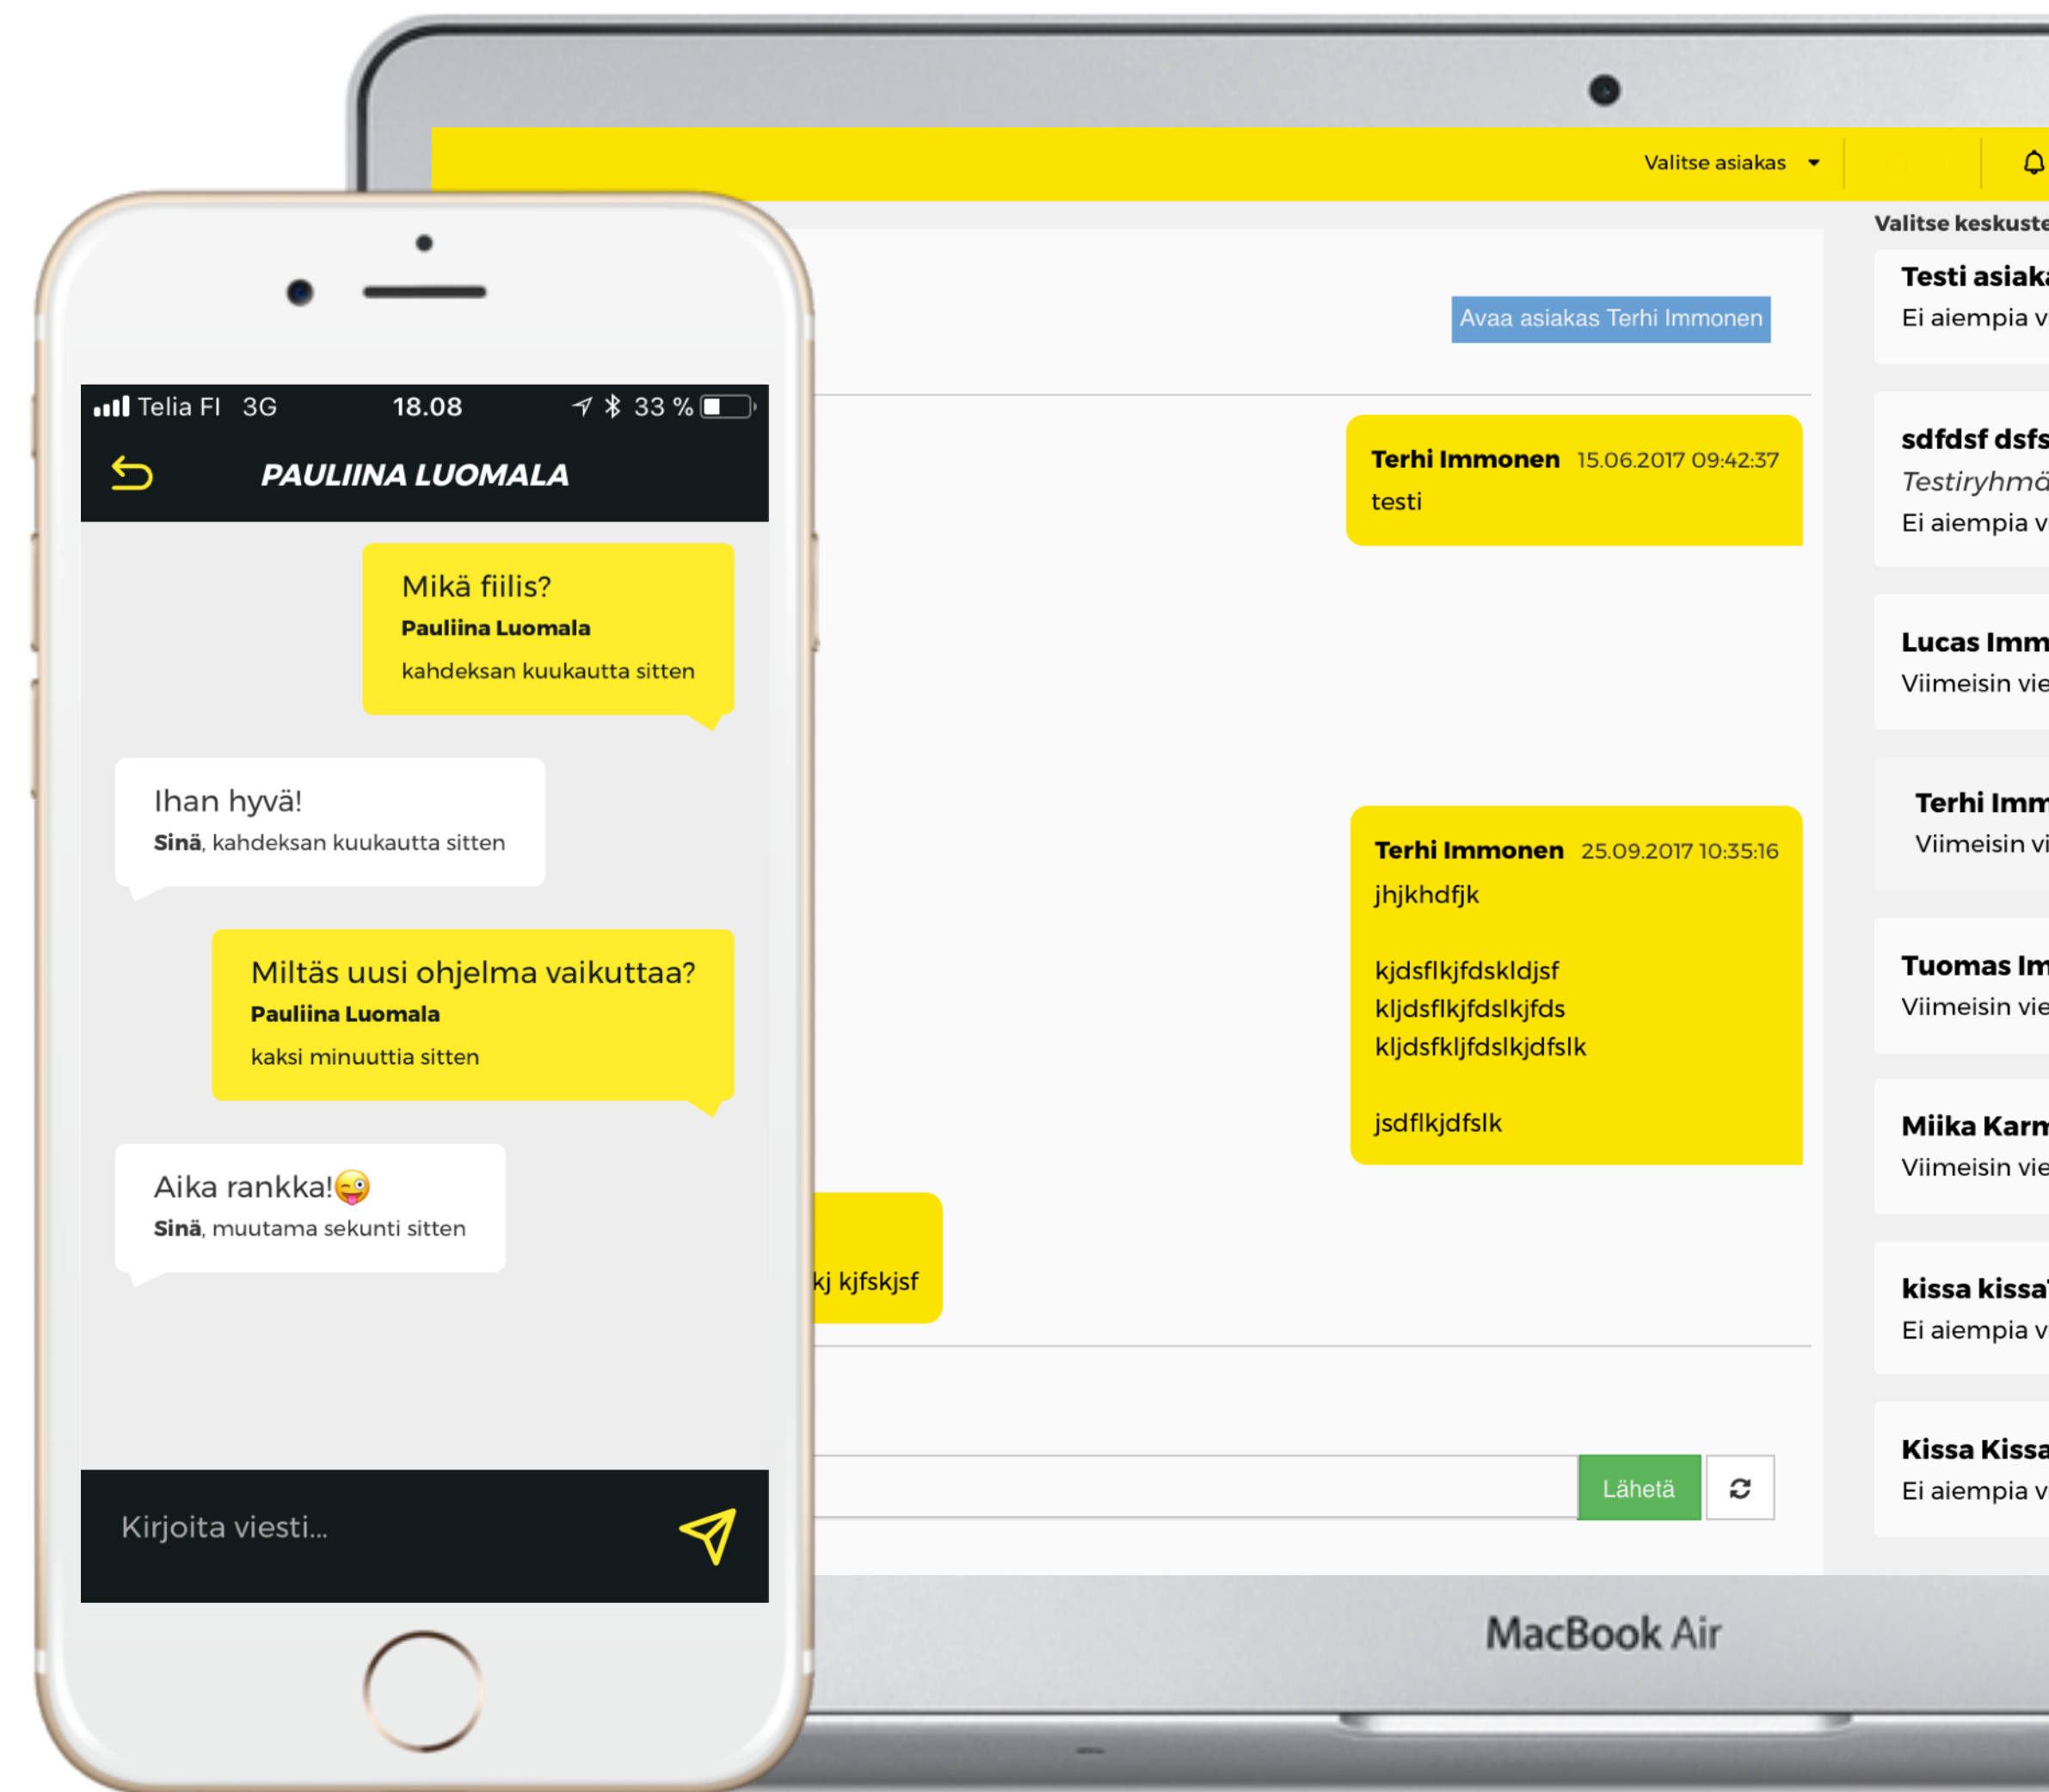 Telia FI 3G 18.08 33 %
PAULIINA LUOMALA
Mikä fiilis?
Pauliina Luomala
kahdeksan kuukautta sitten
Ihan hyvä!
Sinä, kahdeksan kuukautta sitten
Miltäs uusi ohjelma vaikuttaa?
Pauliina Luomala
kaksi minuuttia sitten
Aika rankka!😜
Sinä, muutama sekunti sitten
Kirjoita viesti...
Valitse asiakas
Avaa asiakas Terhi Immonen
Terhi Immonen 15.06.2017 09:42:37
testi
Terhi Immonen 25.09.2017 10:35:16
jhjkhdfjk
kjdsflkjfdskldjsf
kljdsflkjfdslkjfds
kljdsfkljfdslkjdfslk
jsdflkjdfslk
kj kjfskjsf
Lähetä
Valitse keskuste
Testi asiaka
Ei aiempia v
sdfdsf dsfs
Testiryhmä
Ei aiempia v
Lucas Imm
Viimeisin vie
Terhi Imm
Viimeisin vi
Tuomas Im
Viimeisin vie
Miika Karm
Viimeisin vie
kissa kissa
Ei aiempia v
Kissa Kissa
Ei aiempia v
MacBook Air